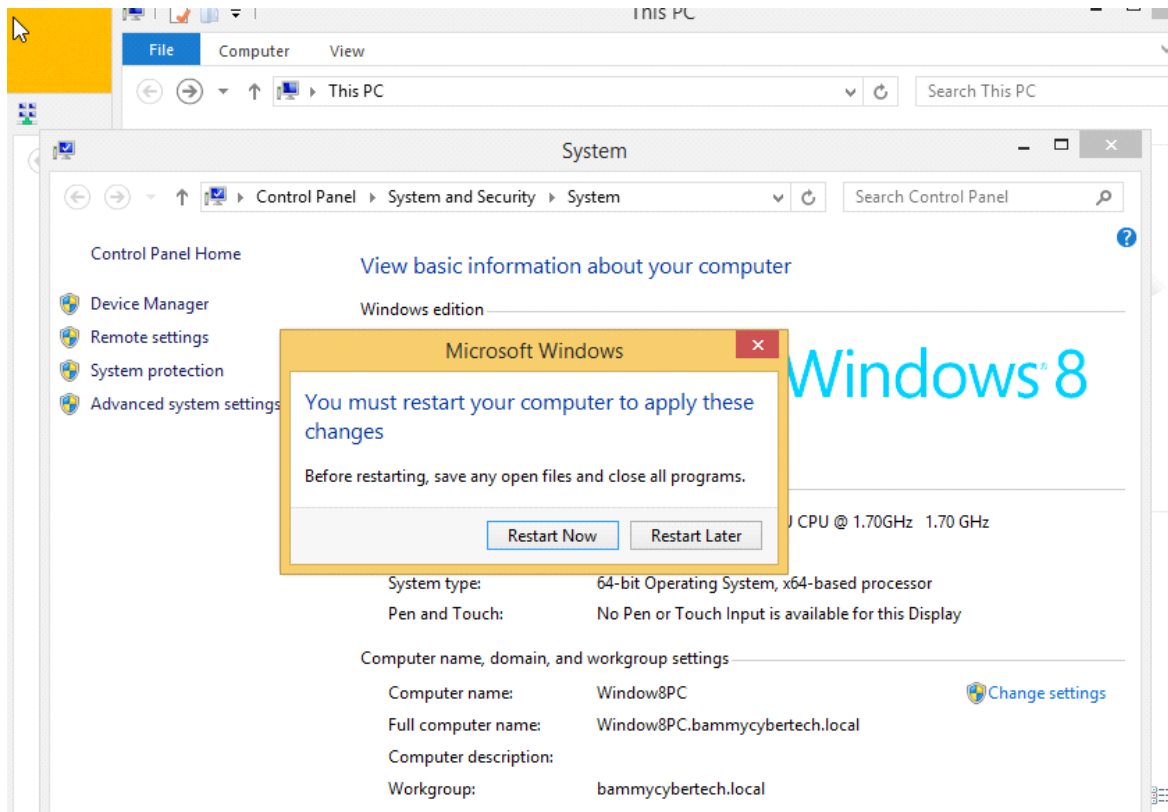 This PC
File Computer View
This PC
Search This PC
System
Control Panel System and Security System
Search Control Panel
Control Panel Home
View basic information about your computer
Device Manager
Windows edition
Remote settings
System protection
Advanced system settings
Windows 8
Microsoft Windows
You must restart your computer to apply these
changes
Before restarting, save any open files and close all programs.
Restart Now Restart Later
CPU @ 1.70GHz 1.70 GHz
System type: 64-bit Operating System, x64-based processor
Pen and Touch: No Pen or Touch Input is available for this Display
Computer name, domain, and workgroup settings
Computer name: Window8PC Change settings
Full computer name: Window8PC.bammycybertech.local
Computer description:
Workgroup: bammycybertech.local